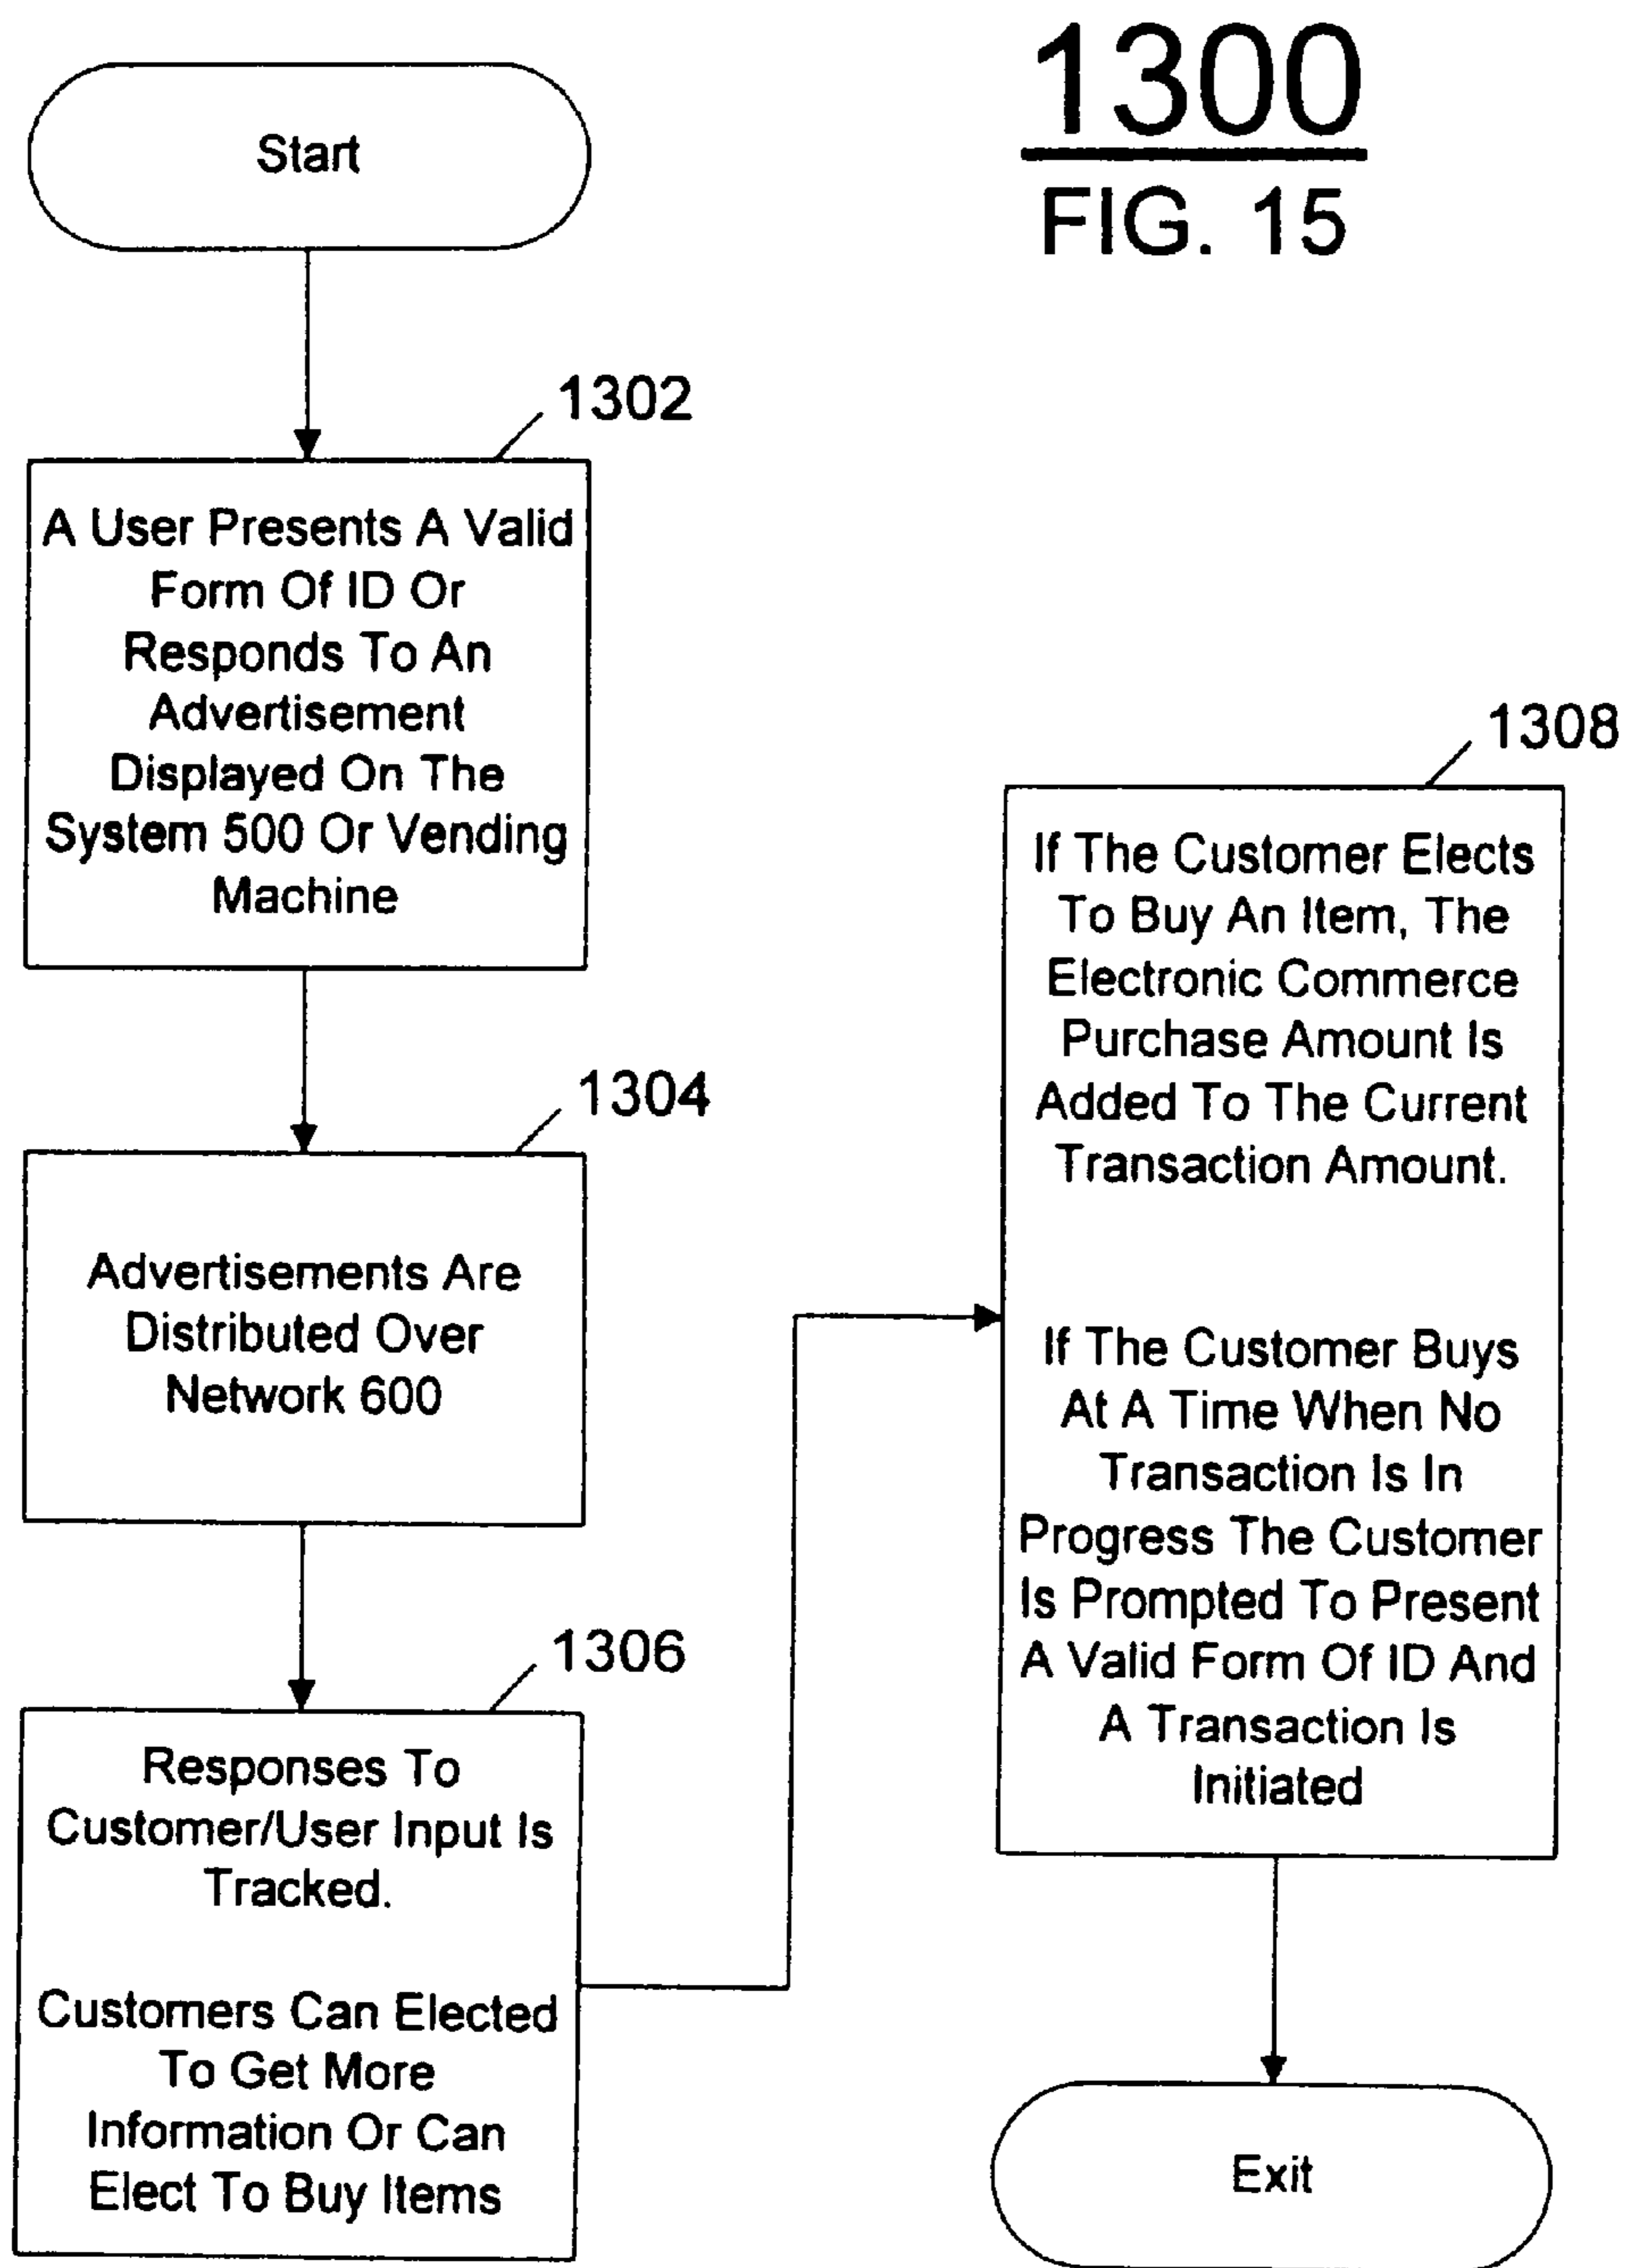 1300
FIG. 15
Start
1302
A User Presents A Valid
Form Of ID Or
Responds To An
Advertisement
Displayed On The
System 500 Or Vending
Machine
1304
Advertisements Are
Distributed Over
Network 600
1306
Responses To
Customer/User Input Is
Tracked.
Customers Can Elected
To Get More
Information Or Can
Elect To Buy Items
1308
If The Customer Elects
To Buy An Item, The
Electronic Commerce
Purchase Amount Is
Added To The Current
Transaction Amount.
If The Customer Buys
At A Time When No
Transaction Is In
Progress The Customer
Is Prompted To Present
A Valid Form Of ID And
A Transaction Is
Initiated
Exit